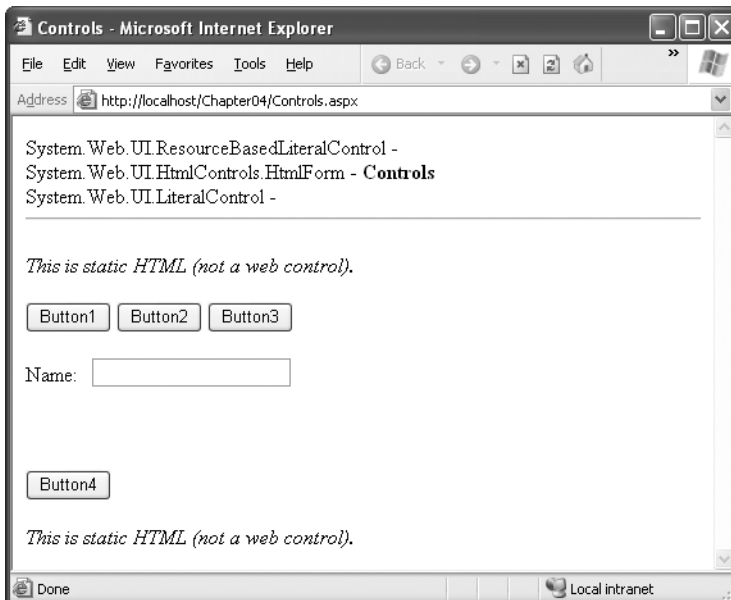 Controls - Microsoft Internet Explorer
File Edit View Favorites Tools Help Back »
Address http://localhost/Chapter04/Controls.aspx
System.Web.UI.ResourceBasedLiteralControl -
System.Web.UI.HtmlControls.HtmlForm - Controls
System.Web.UI.LiteralControl -
This is static HTML (not a web control).
Button1 Button2 Button3
Name:
Button4
This is static HTML (not a web control).
Done Local intranet